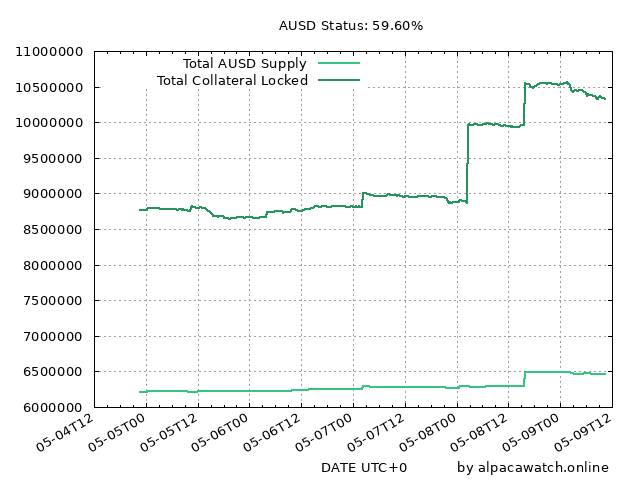 AUSD Status: 59.60%
Total AUSD Supply
Total Collateral Locked
11000000
10500000
10000000
9500000
9000000
8500000
8000000
7500000
7000000
6500000
6000000
05-04T12
05-05T00
05-05T12
05-06T00
05-06T12
05-07T00
05-07T12
05-08T00
05-08T12
05-09T00
05-09T12
DATE UTC+0
by alpacawatch.online